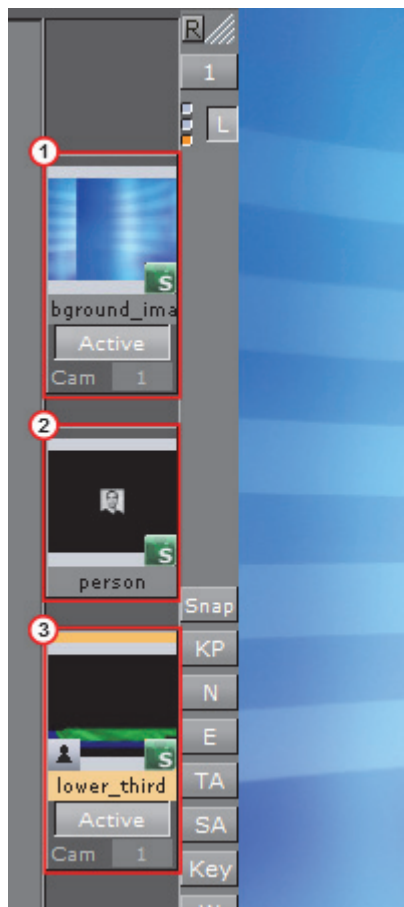 R
1
L
1
S
bground_ima
Active
Cam 1
2
S
person
3
S
lower_third
Active
Cam 1
Snap
KP
N
E
TA
SA
Key